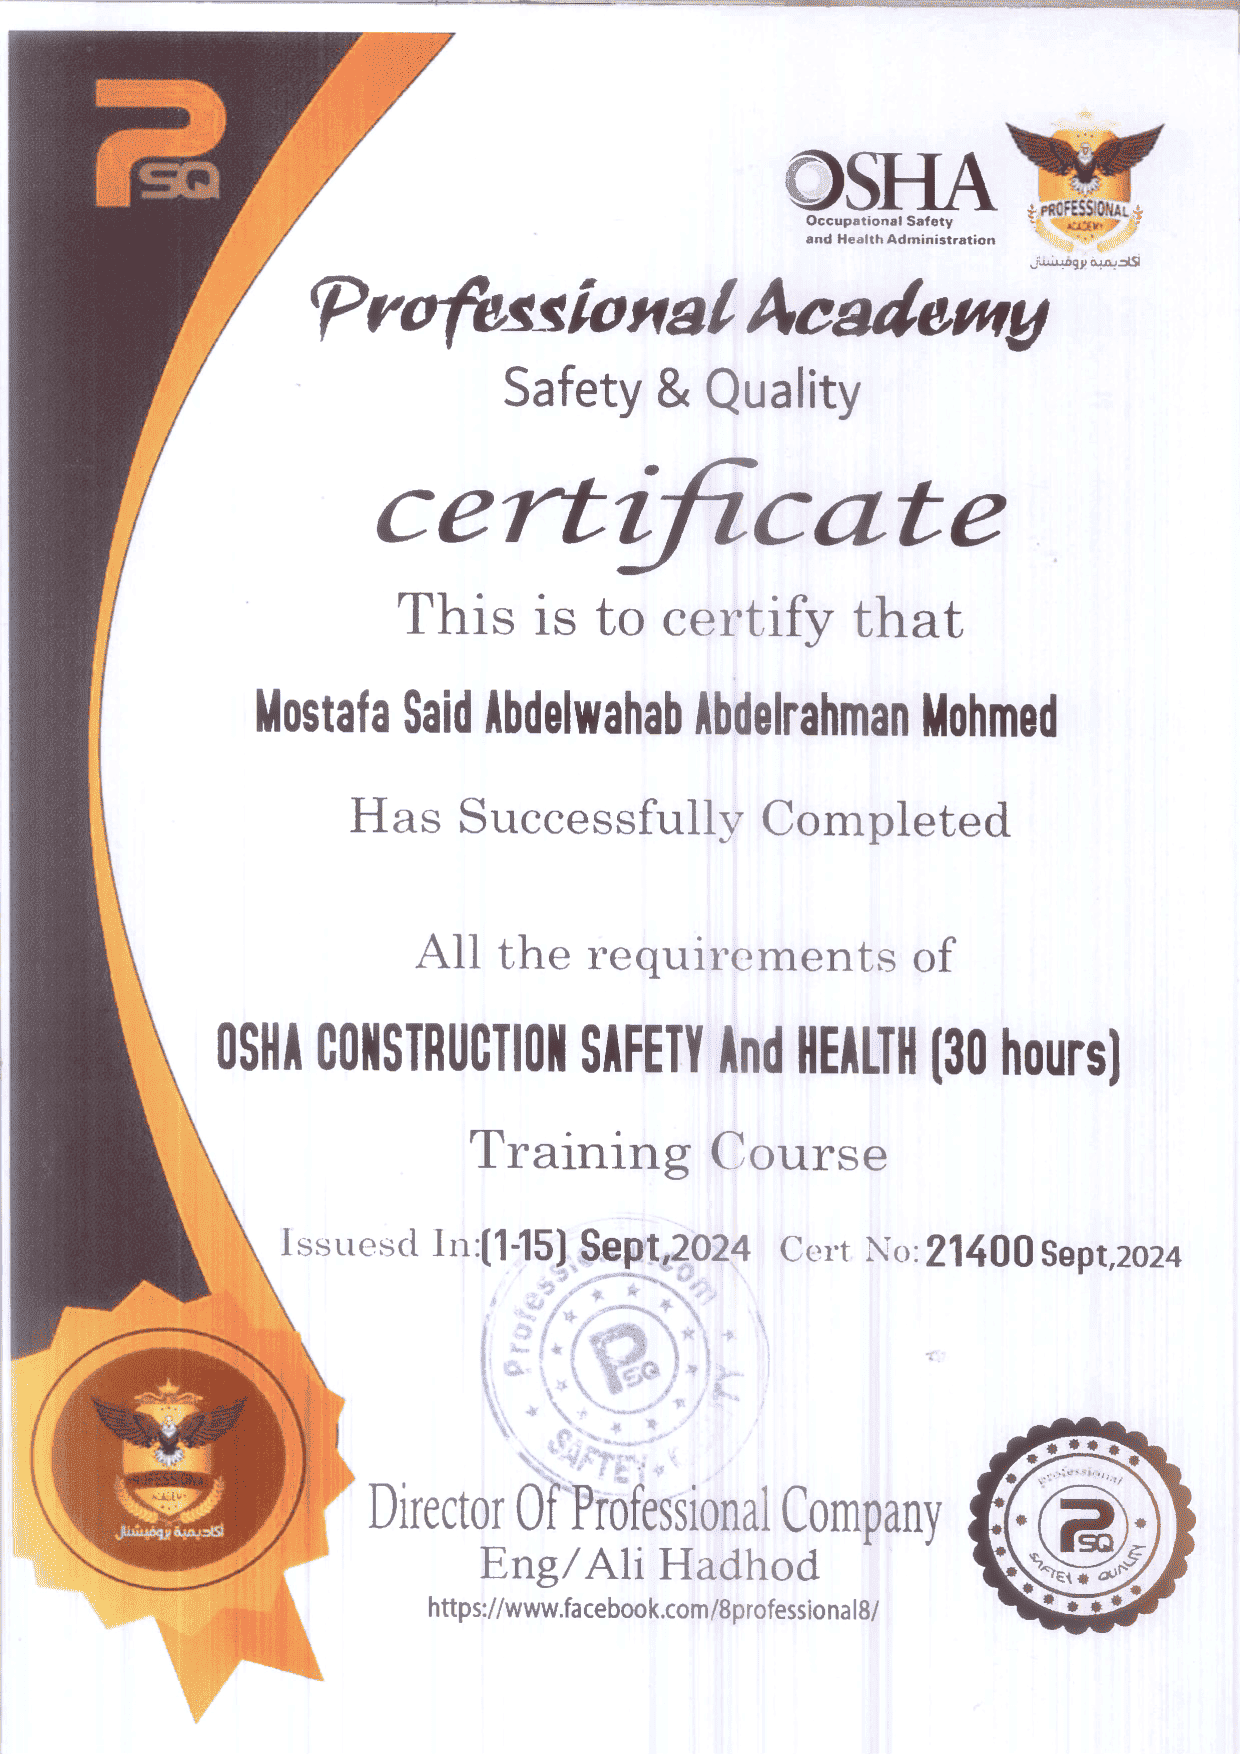 PSQ
OSHA
Occupational Safety
and Health Administration
PROFESSIONAL
ACADEMY
أكاديمية بروفيشنال
Professional Academy
Safety & Quality
certificate
This is to certify that
Mostafa Said Abdelwahab Abdelrahman Mohmed
Has Successfully Completed
All the requirements of
OSHA CONSTRUCTION SAFETY And HEALTH (30 hours)
Training Course
Issuesd In:(1-15) Sept,2024 Cert No:21400 Sept,2024
Professional.com
PSQ
SAFTEY
PROFESSIONAL
ACADEMY
أكاديمية بروفيشنال
Director Of Professional Company
Eng/Ali Hadhod
https://www.facebook.com/8professional8/
professional
PSQ
SAFTEY QUALITY